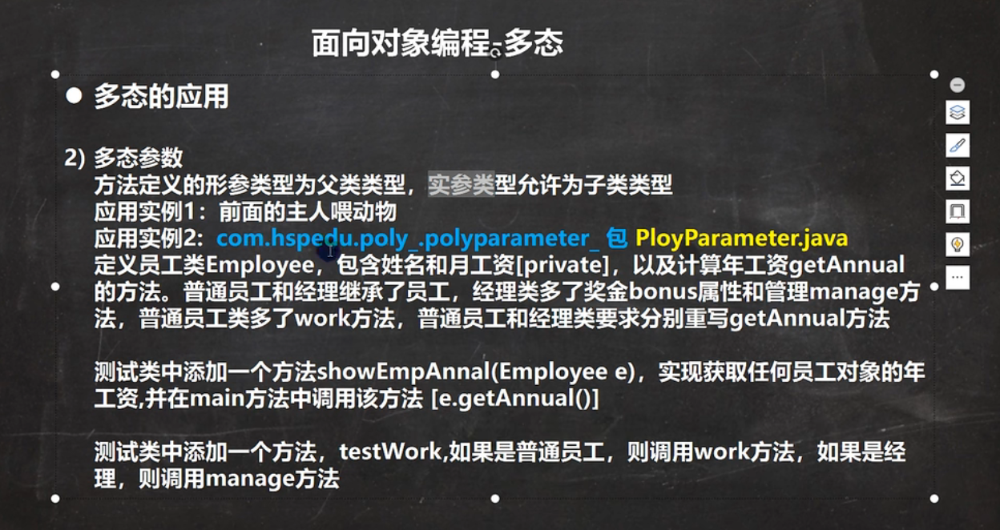 面向对象编程-多态
● 多态的应用
2) 多态参数
方法定义的形参类型为父类类型，实参类型允许为子类类型
应用实例1：前面的主人喂动物
应用实例2：com.hspedu.poly_.polyparameter_ 包 PloyParameter.java
定义员工类Employee，包含姓名和月工资[private]，以及计算年工资getAnnual
的方法。普通员工和经理继承了员工，经理类多了奖金bonus属性和管理manage方
法，普通员工类多了work方法，普通员工和经理类要求分别重写getAnnual方法
测试类中添加一个方法showEmpAnnal(Employee e)，实现获取任何员工对象的年
工资,并在main方法中调用该方法 [e.getAnnual()]
测试类中添加一个方法，testWork,如果是普通员工，则调用work方法，如果是经
理，则调用manage方法